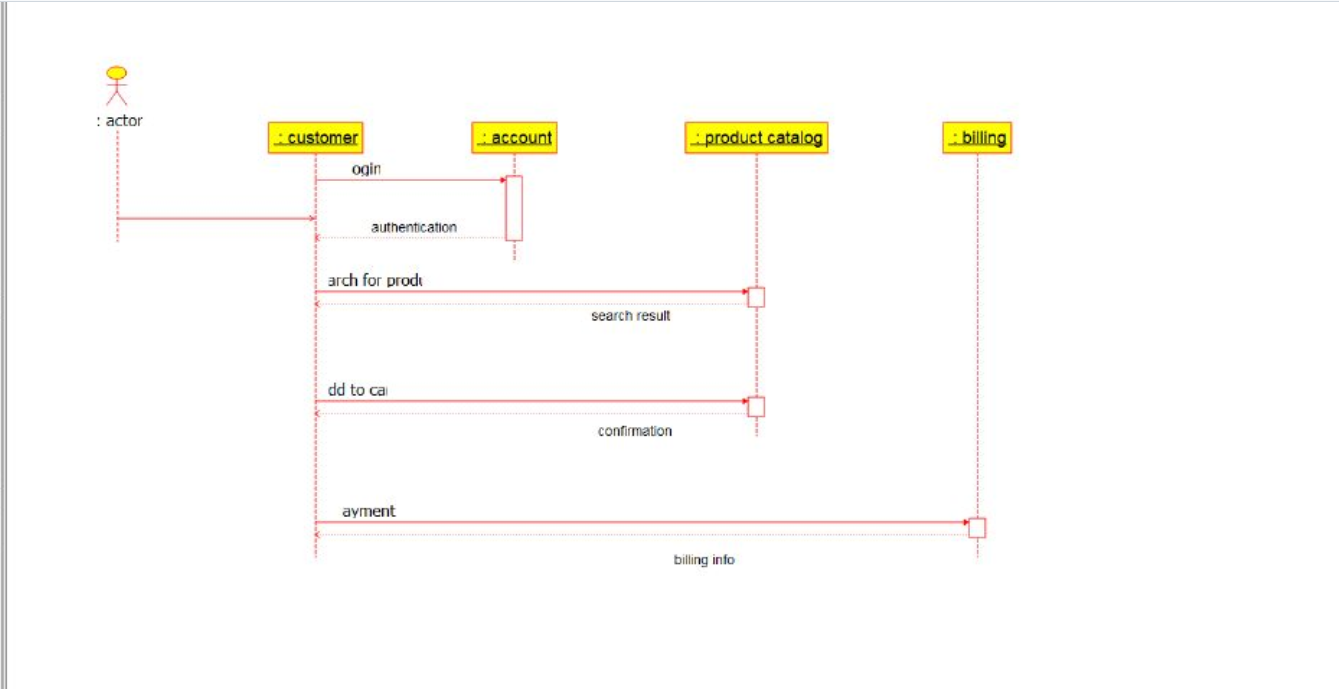 : actor
: customer
: account
: product catalog
: billing
ogin
authentication
arch for produ
search result
dd to ca
confirmation
ayment
billing info